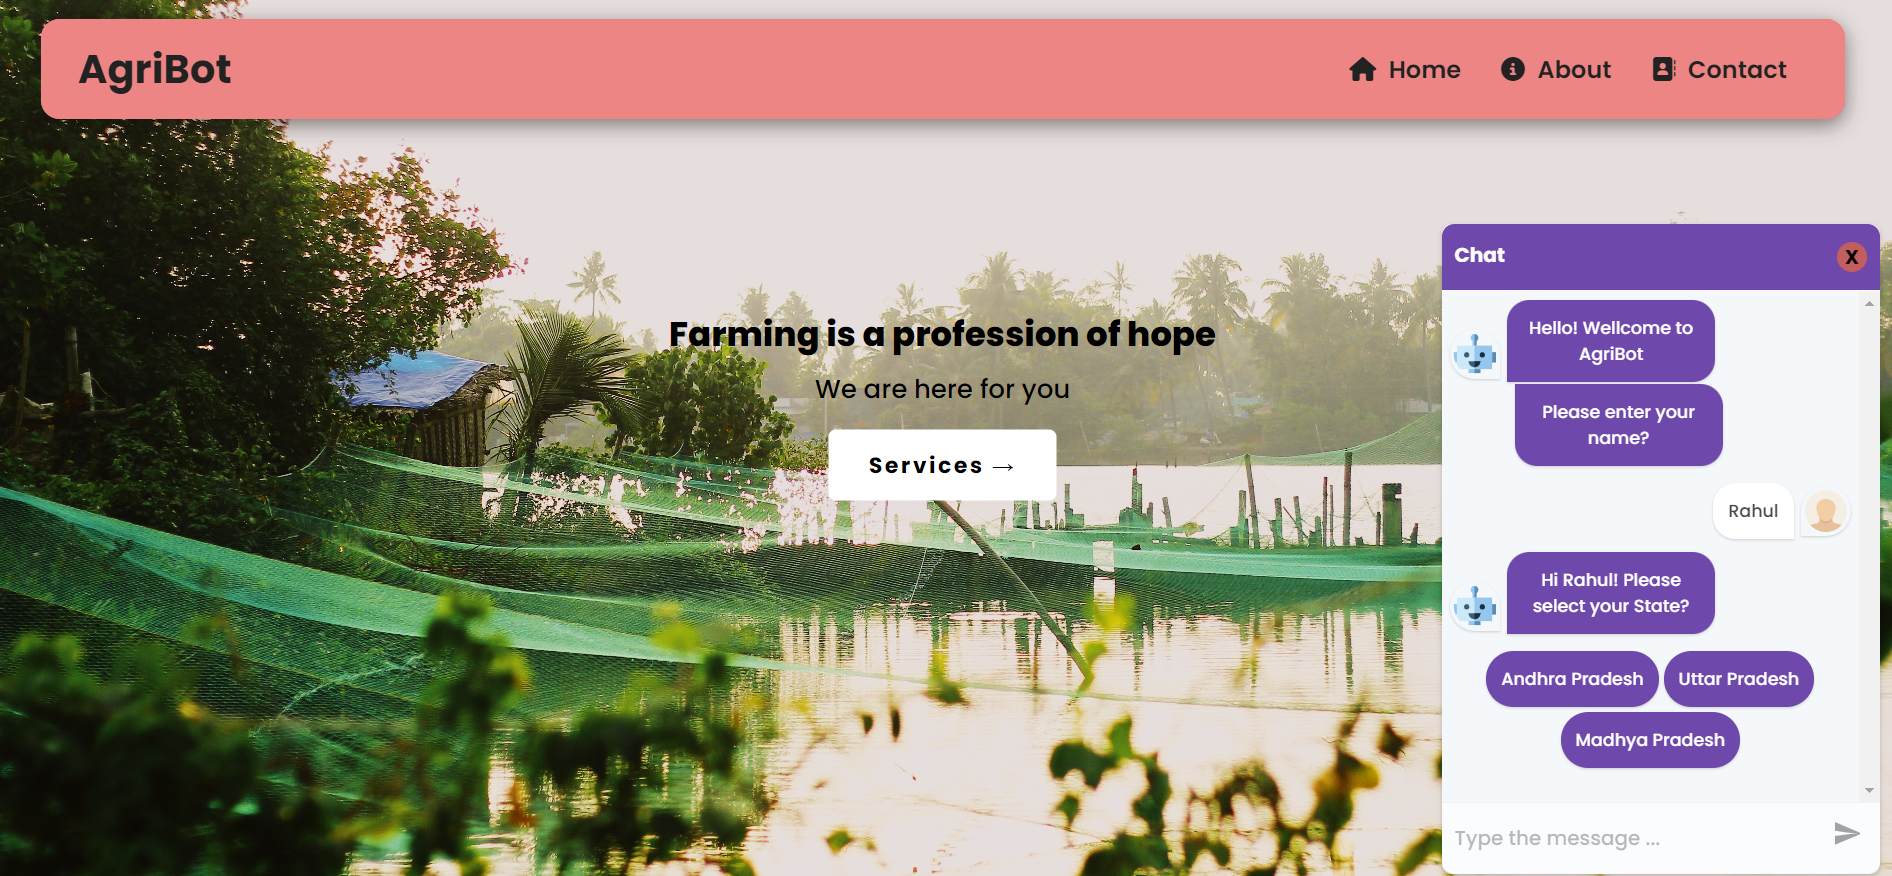 AgriBot
Home
About
Contact
Farming is a profession of hope
We are here for you
Services →
Chat
X
Hello! Wellcome to
AgriBot
Please enter your
name?
Rahul
Hi Rahul! Please
select your State?
Andhra Pradesh
Uttar Pradesh
Madhya Pradesh
Type the message ...